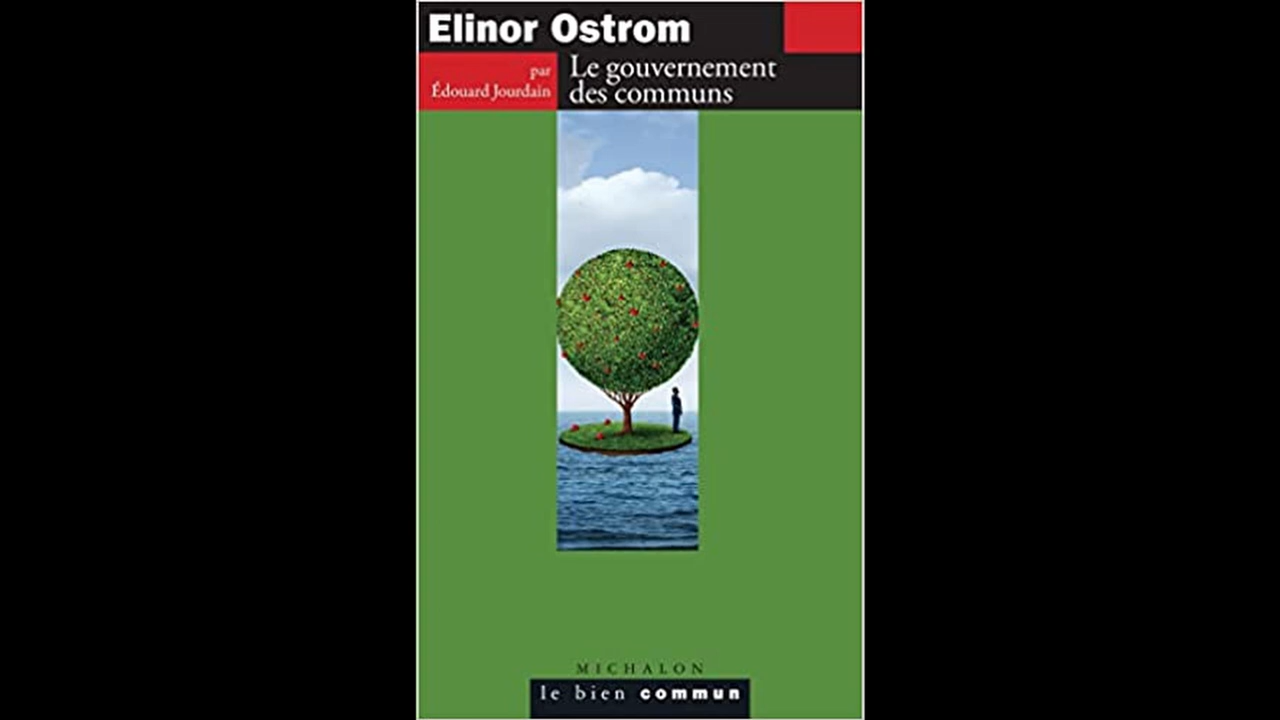 Elinor Ostrom
par
Édouard Jourdain
Le gouvernement
des communs
MICHALON
le bien commun